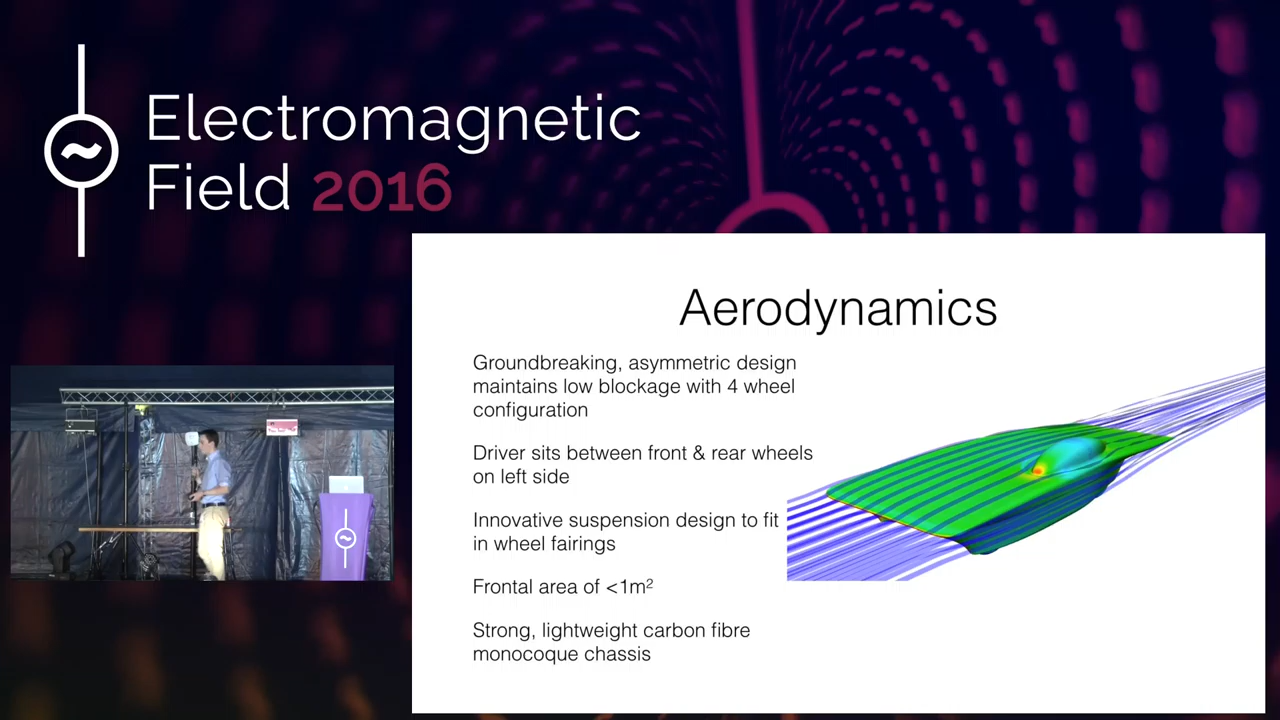 Electromagnetic
Field 2016
Aerodynamics
Groundbreaking, asymmetric design
maintains low blockage with 4 wheel
configuration
Driver sits between front & rear wheels
on left side
Innovative suspension design to fit
in wheel fairings
Frontal area of <1m²
Strong, lightweight carbon fibre
monocoque chassis